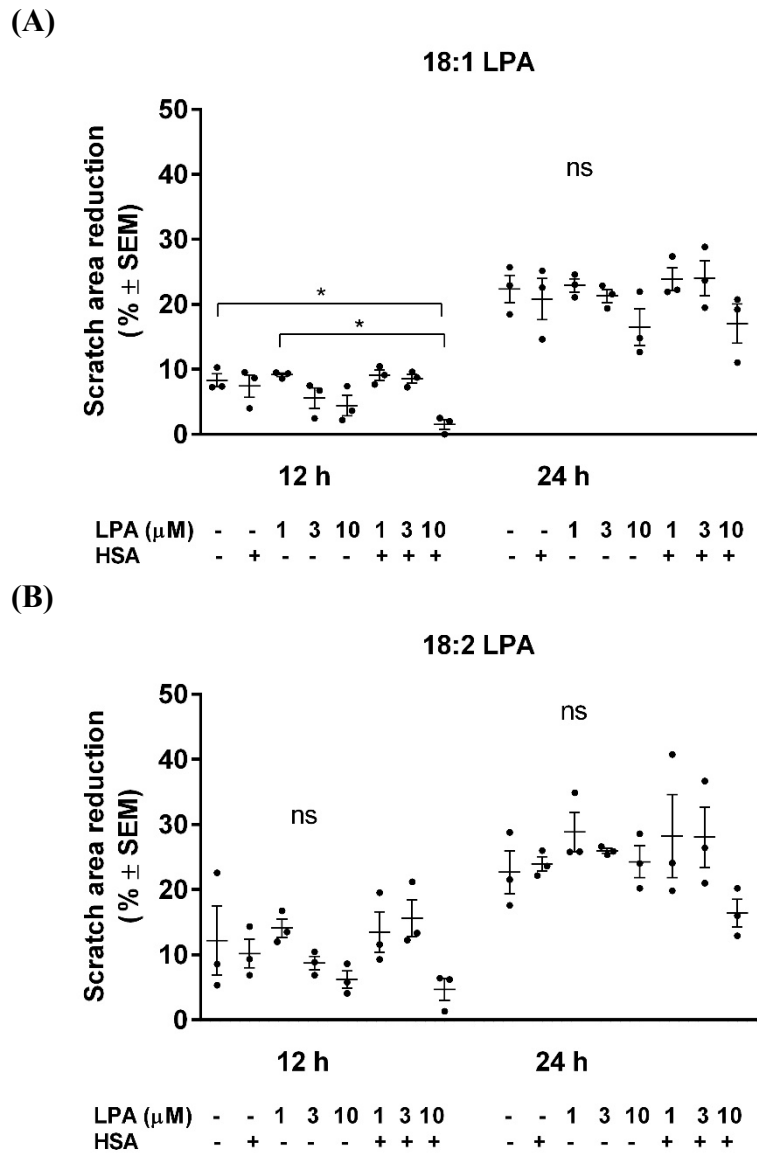 (A)
18:1 LPA
Scratch area reduction
(% ± SEM)
50
40
30
20
10
0
ns
*
*
12 h
24 h
LPA (μM) - - 1 3 10 1 3 10 - - 1 3 10 1 3 10
HSA - + - - - + + + - + - - - + + +
(B)
18:2 LPA
Scratch area reduction
(% ± SEM)
50
40
30
20
10
0
ns
ns
12 h
24 h
LPA (μM) - - 1 3 10 1 3 10 - - 1 3 10 1 3 10
HSA - + - - - + + + - + - - - + + +